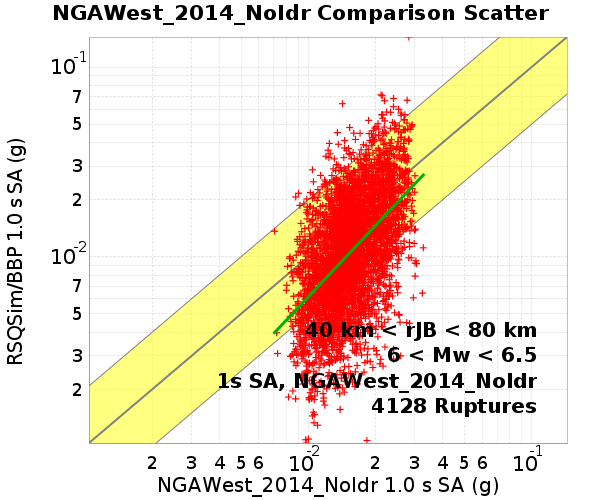 NGAWest_2014_NoIdr Comparison Scatter
RSQSim/BBP 1.0 s SA (g)
10-1
7
5
3
2
10-2
7
5
3
2
40 km < rJB < 80 km
6 < Mw < 6.5
1s SA, NGAWest_2014_NoIdr
4128 Ruptures
2 3 4 5 6 10-2 2 3 4 5 6 10-1
NGAWest_2014_NoIdr 1.0 s SA (g)